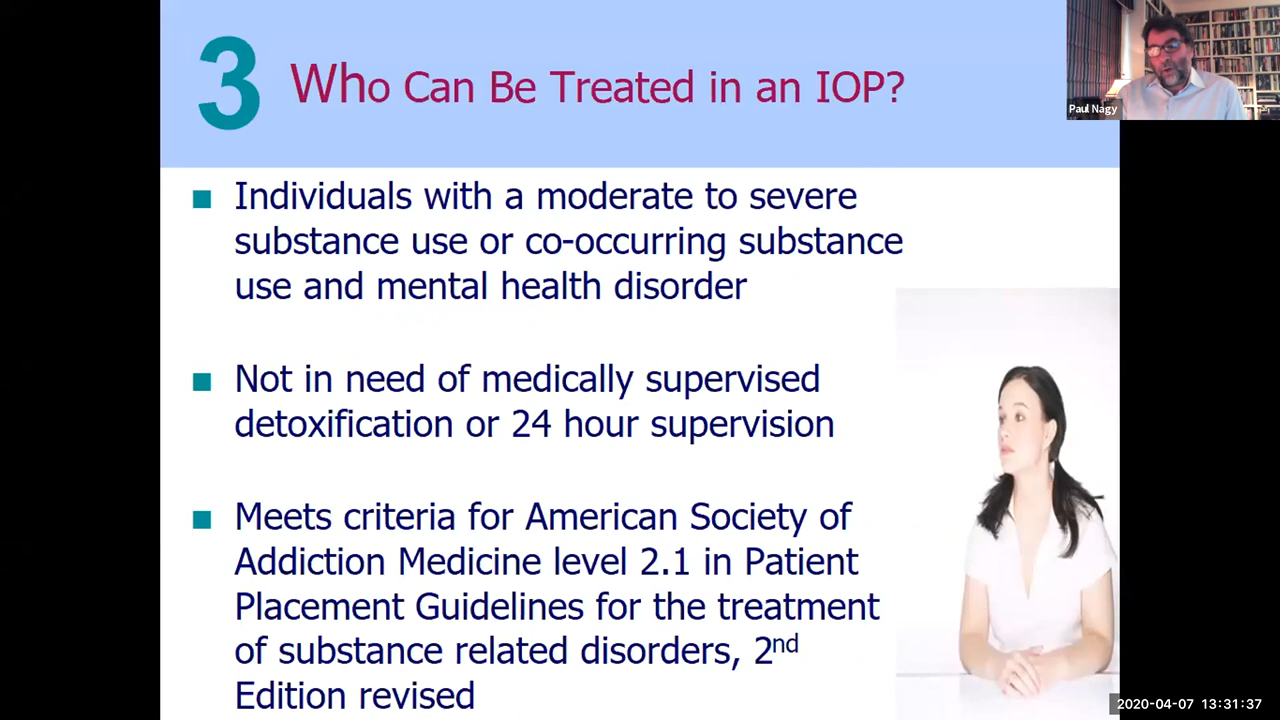 3 Who Can Be Treated in an IOP?
Paul Nagy
■ Individuals with a moderate to severe
substance use or co-occurring substance
use and mental health disorder
■ Not in need of medically supervised
detoxification or 24 hour supervision
■ Meets criteria for American Society of
Addiction Medicine level 2.1 in Patient
Placement Guidelines for the treatment
of substance related disorders, 2nd
Edition revised
2020-04-07 13:31:37